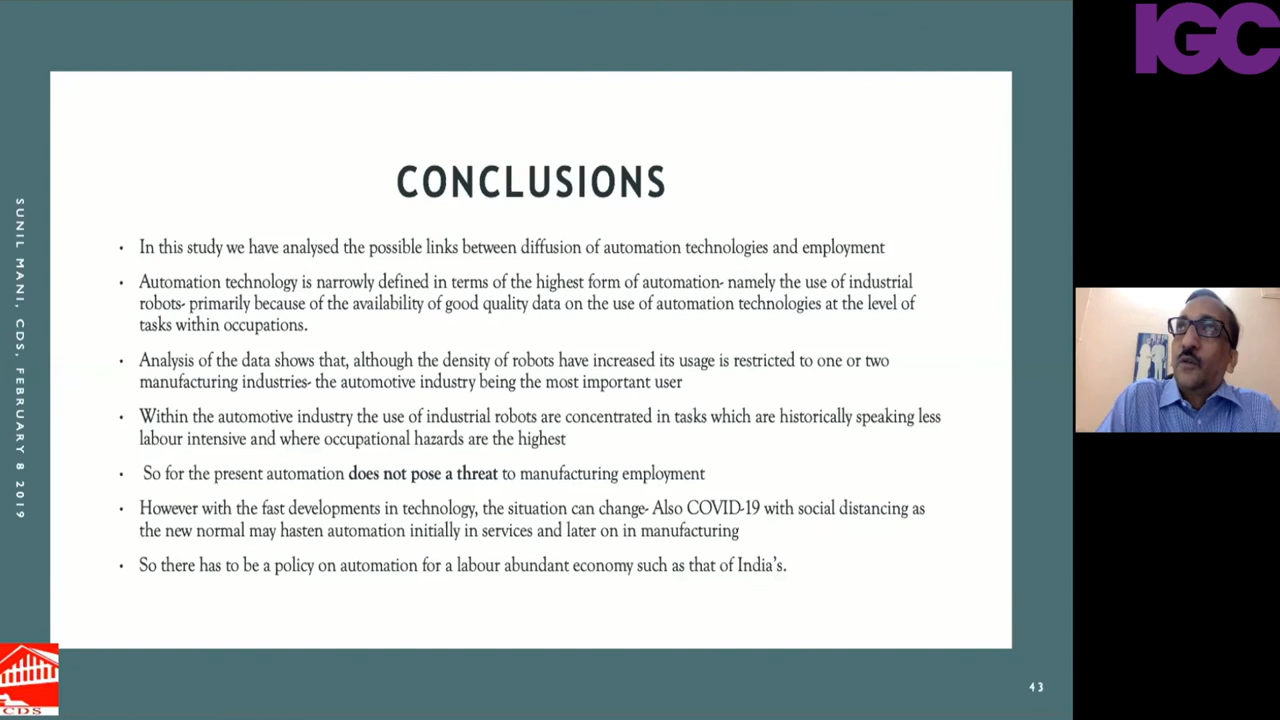 IGC
SUNIL MANI, CDS, FEBRUARY 8 2019
CONCLUSIONS
• In this study we have analysed the possible links between diffusion of automation technologies and employment
• Automation technology is narrowly defined in terms of the highest form of automation- namely the use of industrial
robots- primarily because of the availability of good quality data on the use of automation technologies at the level of
tasks within occupations.
• Analysis of the data shows that, although the density of robots have increased its usage is restricted to one or two
manufacturing industries- the automotive industry being the most important user
• Within the automotive industry the use of industrial robots are concentrated in tasks which are historically speaking less
labour intensive and where occupational hazards are the highest
• So for the present automation does not pose a threat to manufacturing employment
• However with the fast developments in technology, the situation can change- Also COVID-19 with social distancing as
the new normal may hasten automation initially in services and later on in manufacturing
• So there has to be a policy on automation for a labour abundant economy such as that of India's.
CDS
43